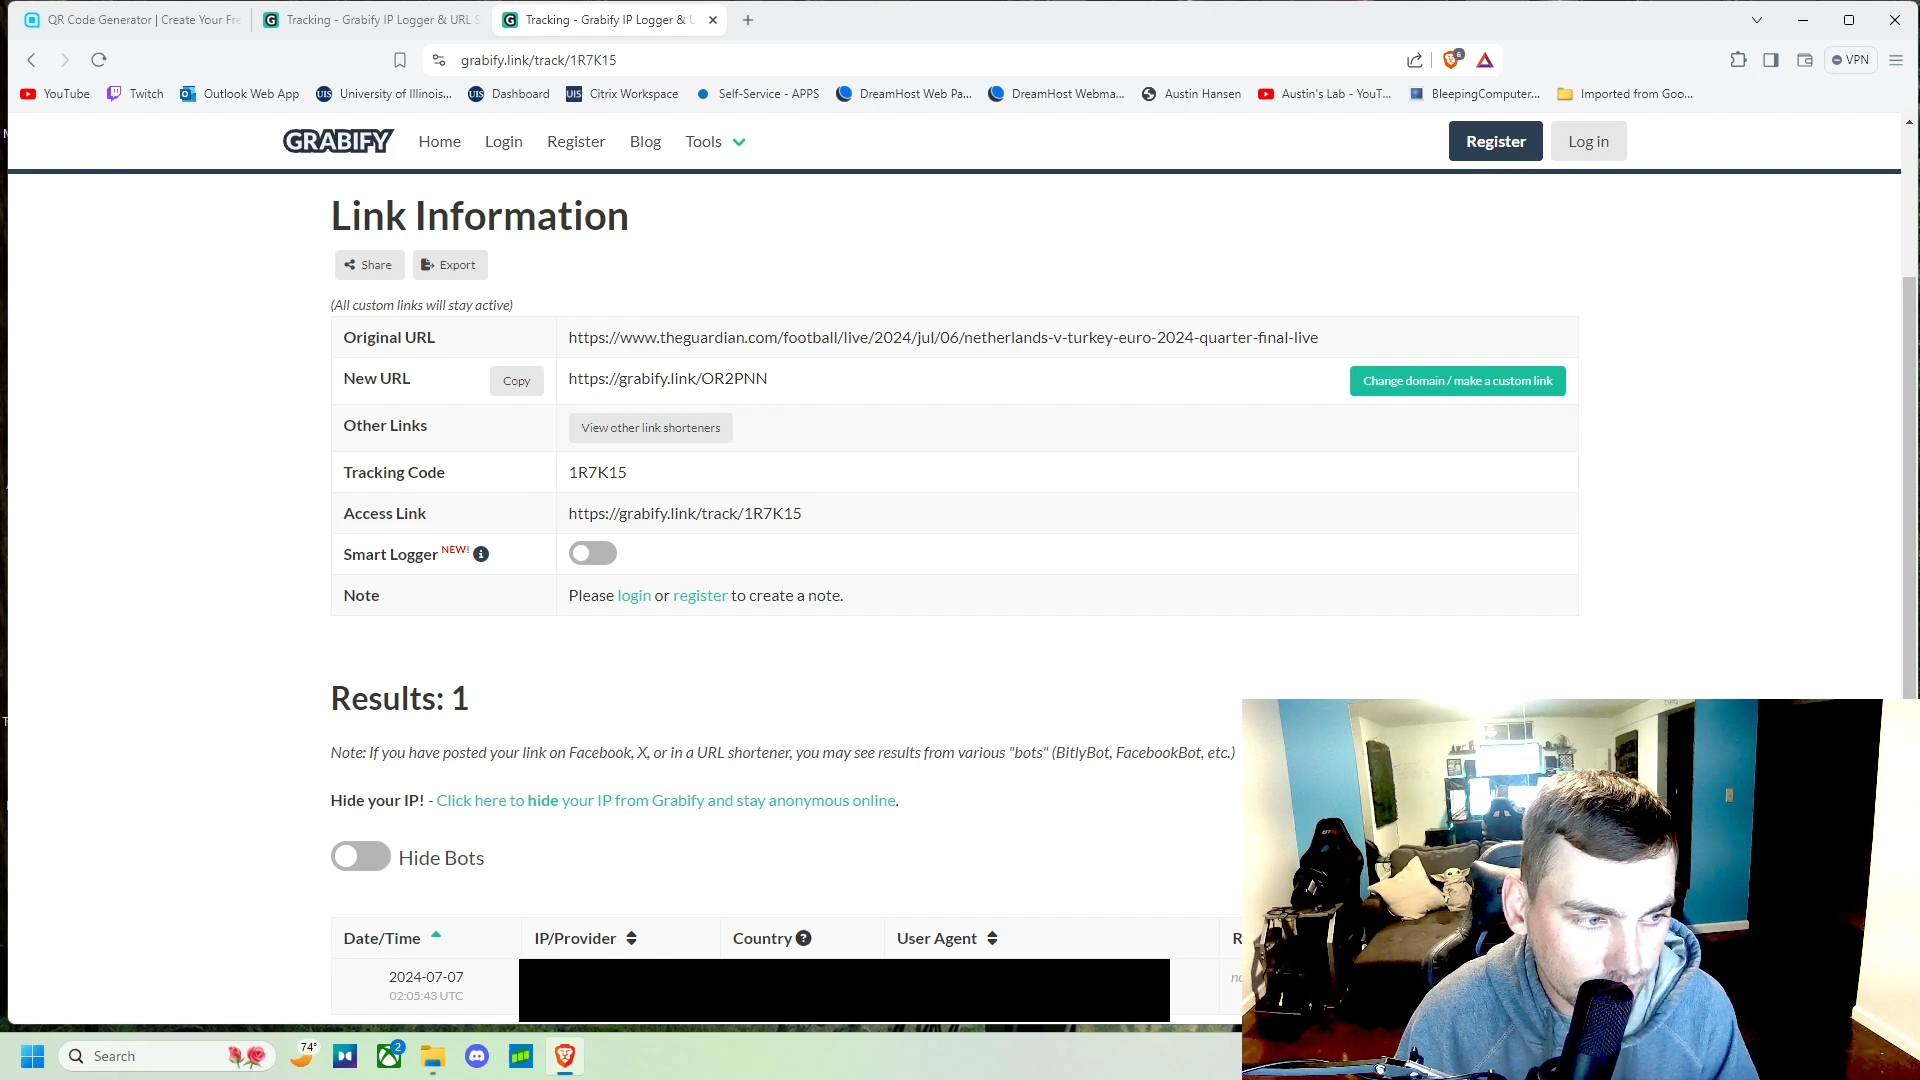 QR Code Generator | Create Your Fre
Tracking - Grabify IP Logger & URL S
Tracking - Grabify IP Logger & U
grabify.link/track/1R7K15
6
VPN
YouTube
Twitch
Outlook Web App
UIS
University of Illinois...
UIS
Dashboard
UIS
Citrix Workspace
Self-Service - APPS
DreamHost Web Pa...
DreamHost Webma...
Austin Hansen
Austin's Lab - YouT...
BleepingComputer...
Imported from Goo...
GRABIFY
Home
Login
Register
Blog
Tools
Register
Log in
Link Information
Share
Export
(All custom links will stay active)
Original URL
https://www.theguardian.com/football/live/2024/jul/06/netherlands-v-turkey-euro-2024-quarter-final-live
New URL
Copy
https://grabify.link/OR2PNN
Change domain / make a custom link
Other Links
View other link shorteners
Tracking Code
1R7K15
Access Link
https://grabify.link/track/1R7K15
Smart Logger NEW!
Note
Please login or register to create a note.
Results: 1
Note: If you have posted your link on Facebook, X, or in a URL shortener, you may see results from various "bots" (BitlyBot, FacebookBot, etc.)
Hide your IP! - Click here to hide your IP from Grabify and stay anonymous online.
Hide Bots
Date/Time
IP/Provider
Country
User Agent
R
2024-07-07
02:05:43 UTC
Search
74°
2